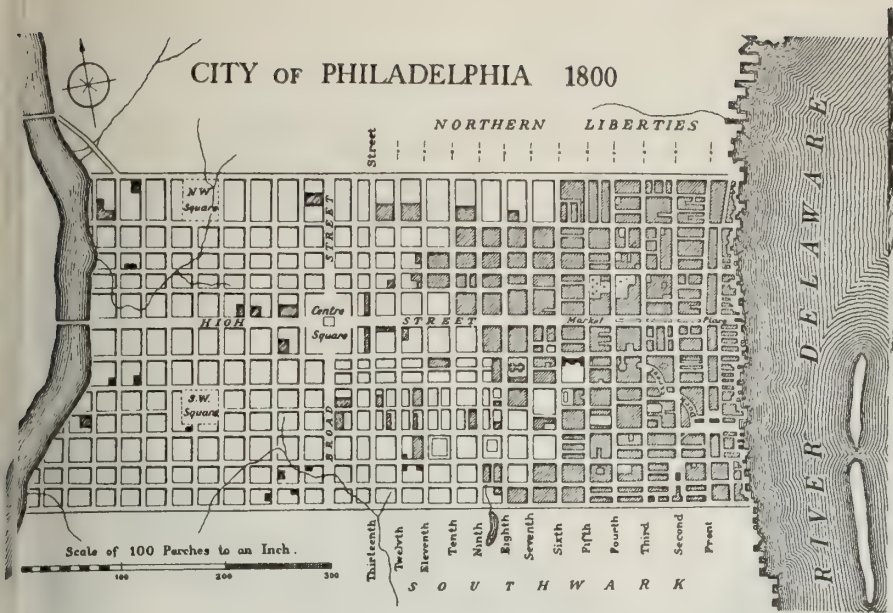 CITY OF PHILADELPHIA 1800
NORTHERN LIBERTIES
Street
N.W.
Square
STREET
Centre
Square
HIGH STREET
Market Place
S.W.
Square
BROAD
RIVER DELAWARE
Thirteenth
Twelvth
Eleventh
Tenth
Ninth
Eighth
Seventh
Sixth
Fifth
Fourth
Third
Second
Front
Scale of 100 Perches to an Inch.
100 200 300
SOUTHWARK